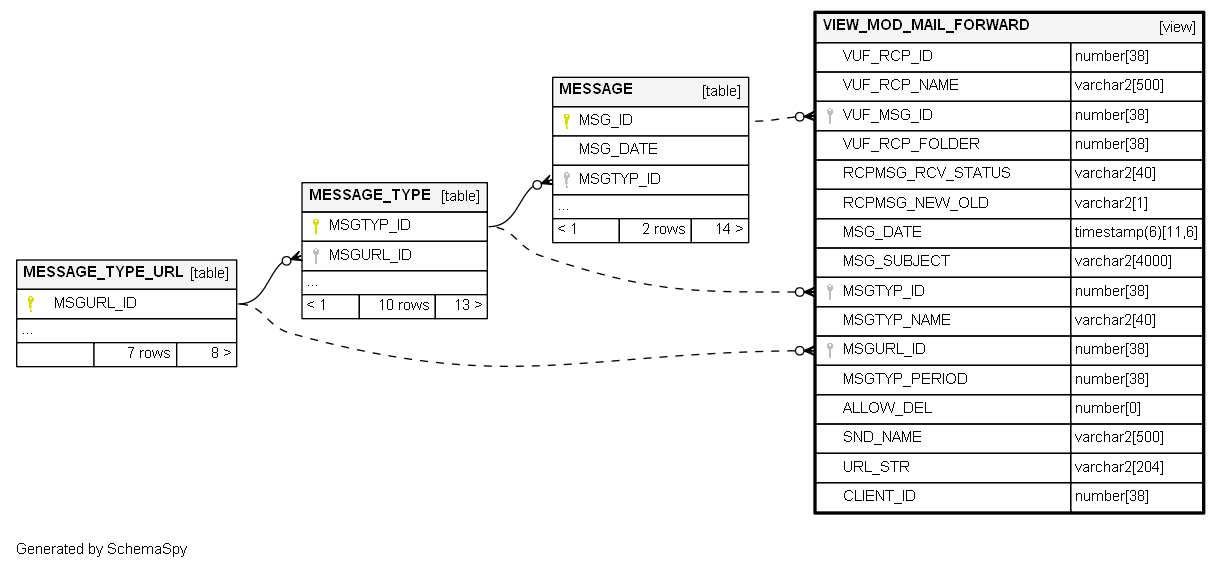 VIEW_MOD_MAIL_FORWARD [view]
VUF_RCP_ID number[38]
VUF_RCP_NAME varchar2[500]
VUF_MSG_ID number[38]
VUF_RCP_FOLDER number[38]
RCPMSG_RCV_STATUS varchar2[40]
RCPMSG_NEW_OLD varchar2[1]
MSG_DATE timestamp(6)[11,6]
MSG_SUBJECT varchar2[4000]
MSGTYP_ID number[38]
MSGTYP_NAME varchar2[40]
MSGURL_ID number[38]
MSGTYP_PERIOD number[38]
ALLOW_DEL number[0]
SND_NAME varchar2[500]
URL_STR varchar2[204]
CLIENT_ID number[38]
MESSAGE [table]
MSG_ID
MSG_DATE
MSGTYP_ID
...
< 1 2 rows 14 >
MESSAGE_TYPE [table]
MSGTYP_ID
MSGURL_ID
...
< 1 10 rows 13 >
MESSAGE_TYPE_URL [table]
MSGURL_ID
...
7 rows 8 >
Generated by SchemaSpy